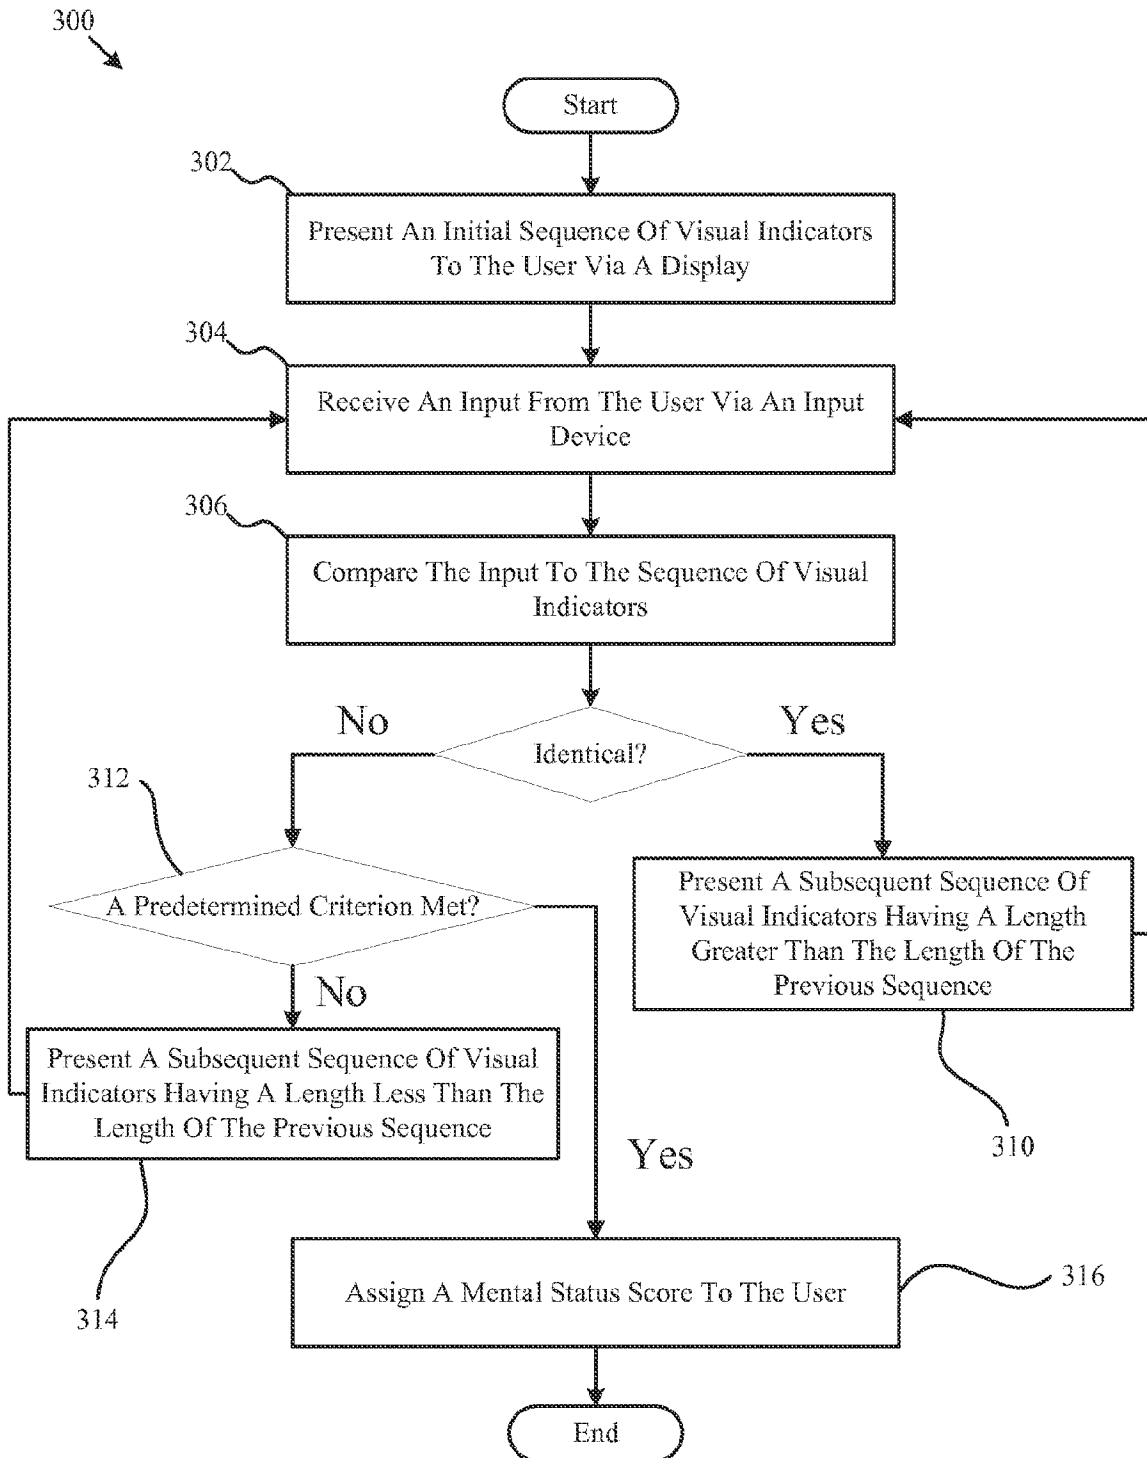 300
Start
302
Present An Initial Sequence Of Visual Indicators
To The User Via A Display
304
Receive An Input From The User Via An Input
Device
306
Compare The Input To The Sequence Of Visual
Indicators
No
Yes
Identical?
312
A Predetermined Criterion Met?
Present A Subsequent Sequence Of
Visual Indicators Having A Length
Greater Than The Length Of The
Previous Sequence
No
Present A Subsequent Sequence Of Visual
Indicators Having A Length Less Than The
Length Of The Previous Sequence
310
Yes
314
Assign A Mental Status Score To The User
316
End